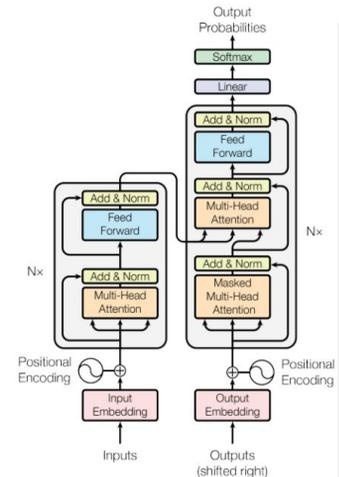 Output
Probabilities
Softmax
Linear
Add & Norm
Feed
Forward
Add & Norm
Multi-Head
Attention
Add & Norm
Masked
Multi-Head
Attention
Nx
Add & Norm
Feed
Forward
Add & Norm
Multi-Head
Attention
Nx
Positional
Encoding
Positional
Encoding
Input
Embedding
Output
Embedding
Inputs
Outputs
(shifted right)